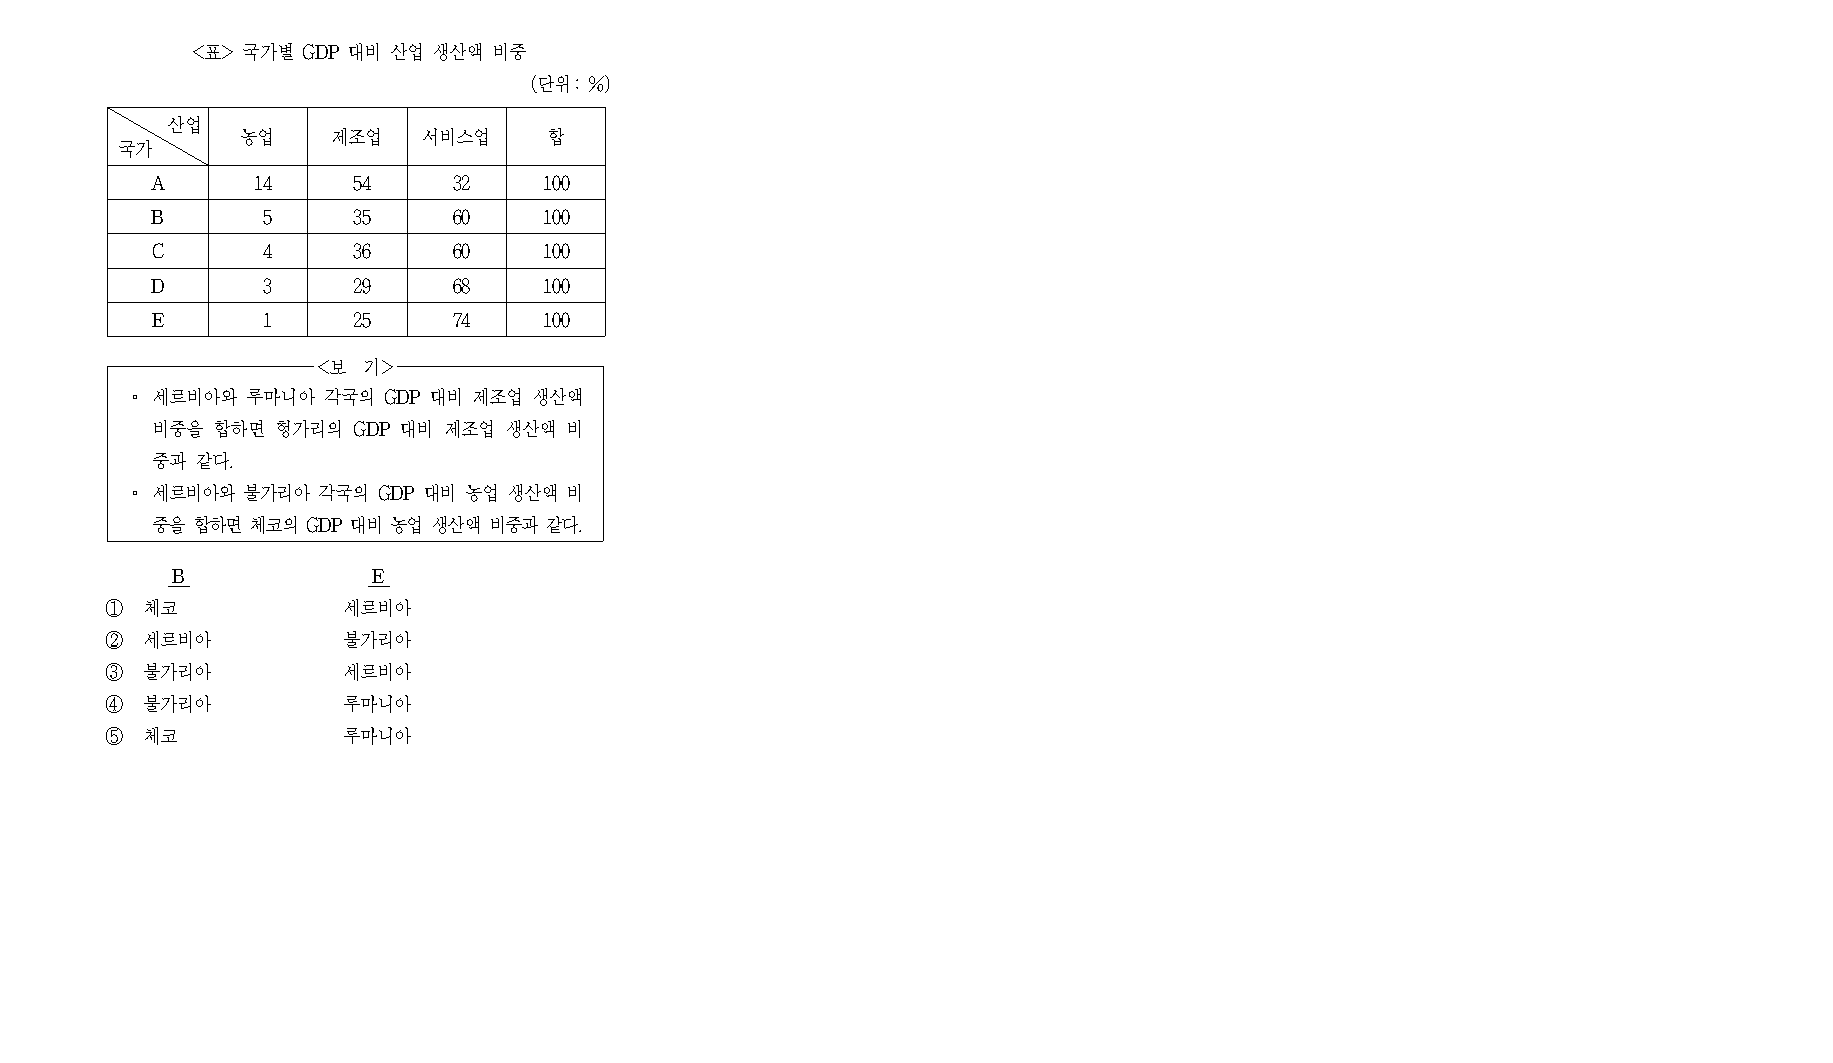 <표> 국가별 GDP 대비 산업 생산액 비중
(단위: %)
산업
국가 농업 제조업 서비스업 합
A 14 54 32 100
B 5 35 60 100
C 4 36 60 100
D 3 29 68 100
E 1 25 74 100
<보 기>
▫ 세르비아와 루마니아 각국의 GDP 대비 제조업 생산액
비중을 합하면 헝가리의 GDP 대비 제조업 생산액 비
중과 같다.
▫ 세르비아와 불가리아 각국의 GDP 대비 농업 생산액 비
중을 합하면 체코의 GDP 대비 농업 생산액 비중과 같다.
B E
① 체코 세르비아
② 세르비아 불가리아
③ 불가리아 세르비아
④ 불가리아 루마니아
⑤ 체코 루마니아